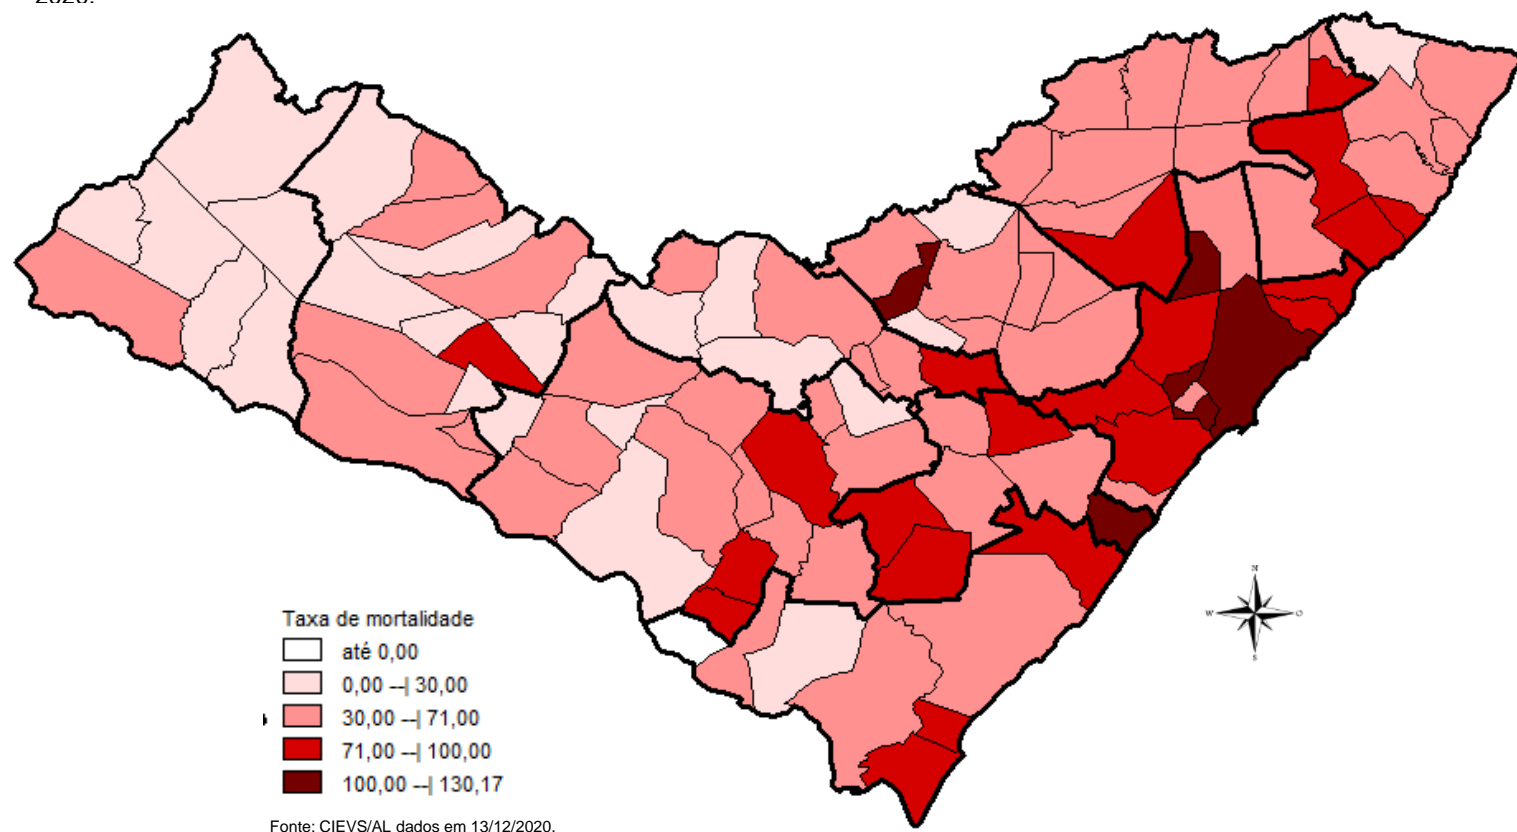 2020.
N
W
O
S
Taxa de mortalidade
até 0,00
0,00 --| 30,00
30,00 --| 71,00
71,00 --| 100,00
100,00 --| 130,17
Fonte: CIEVS/AL dados em 13/12/2020.